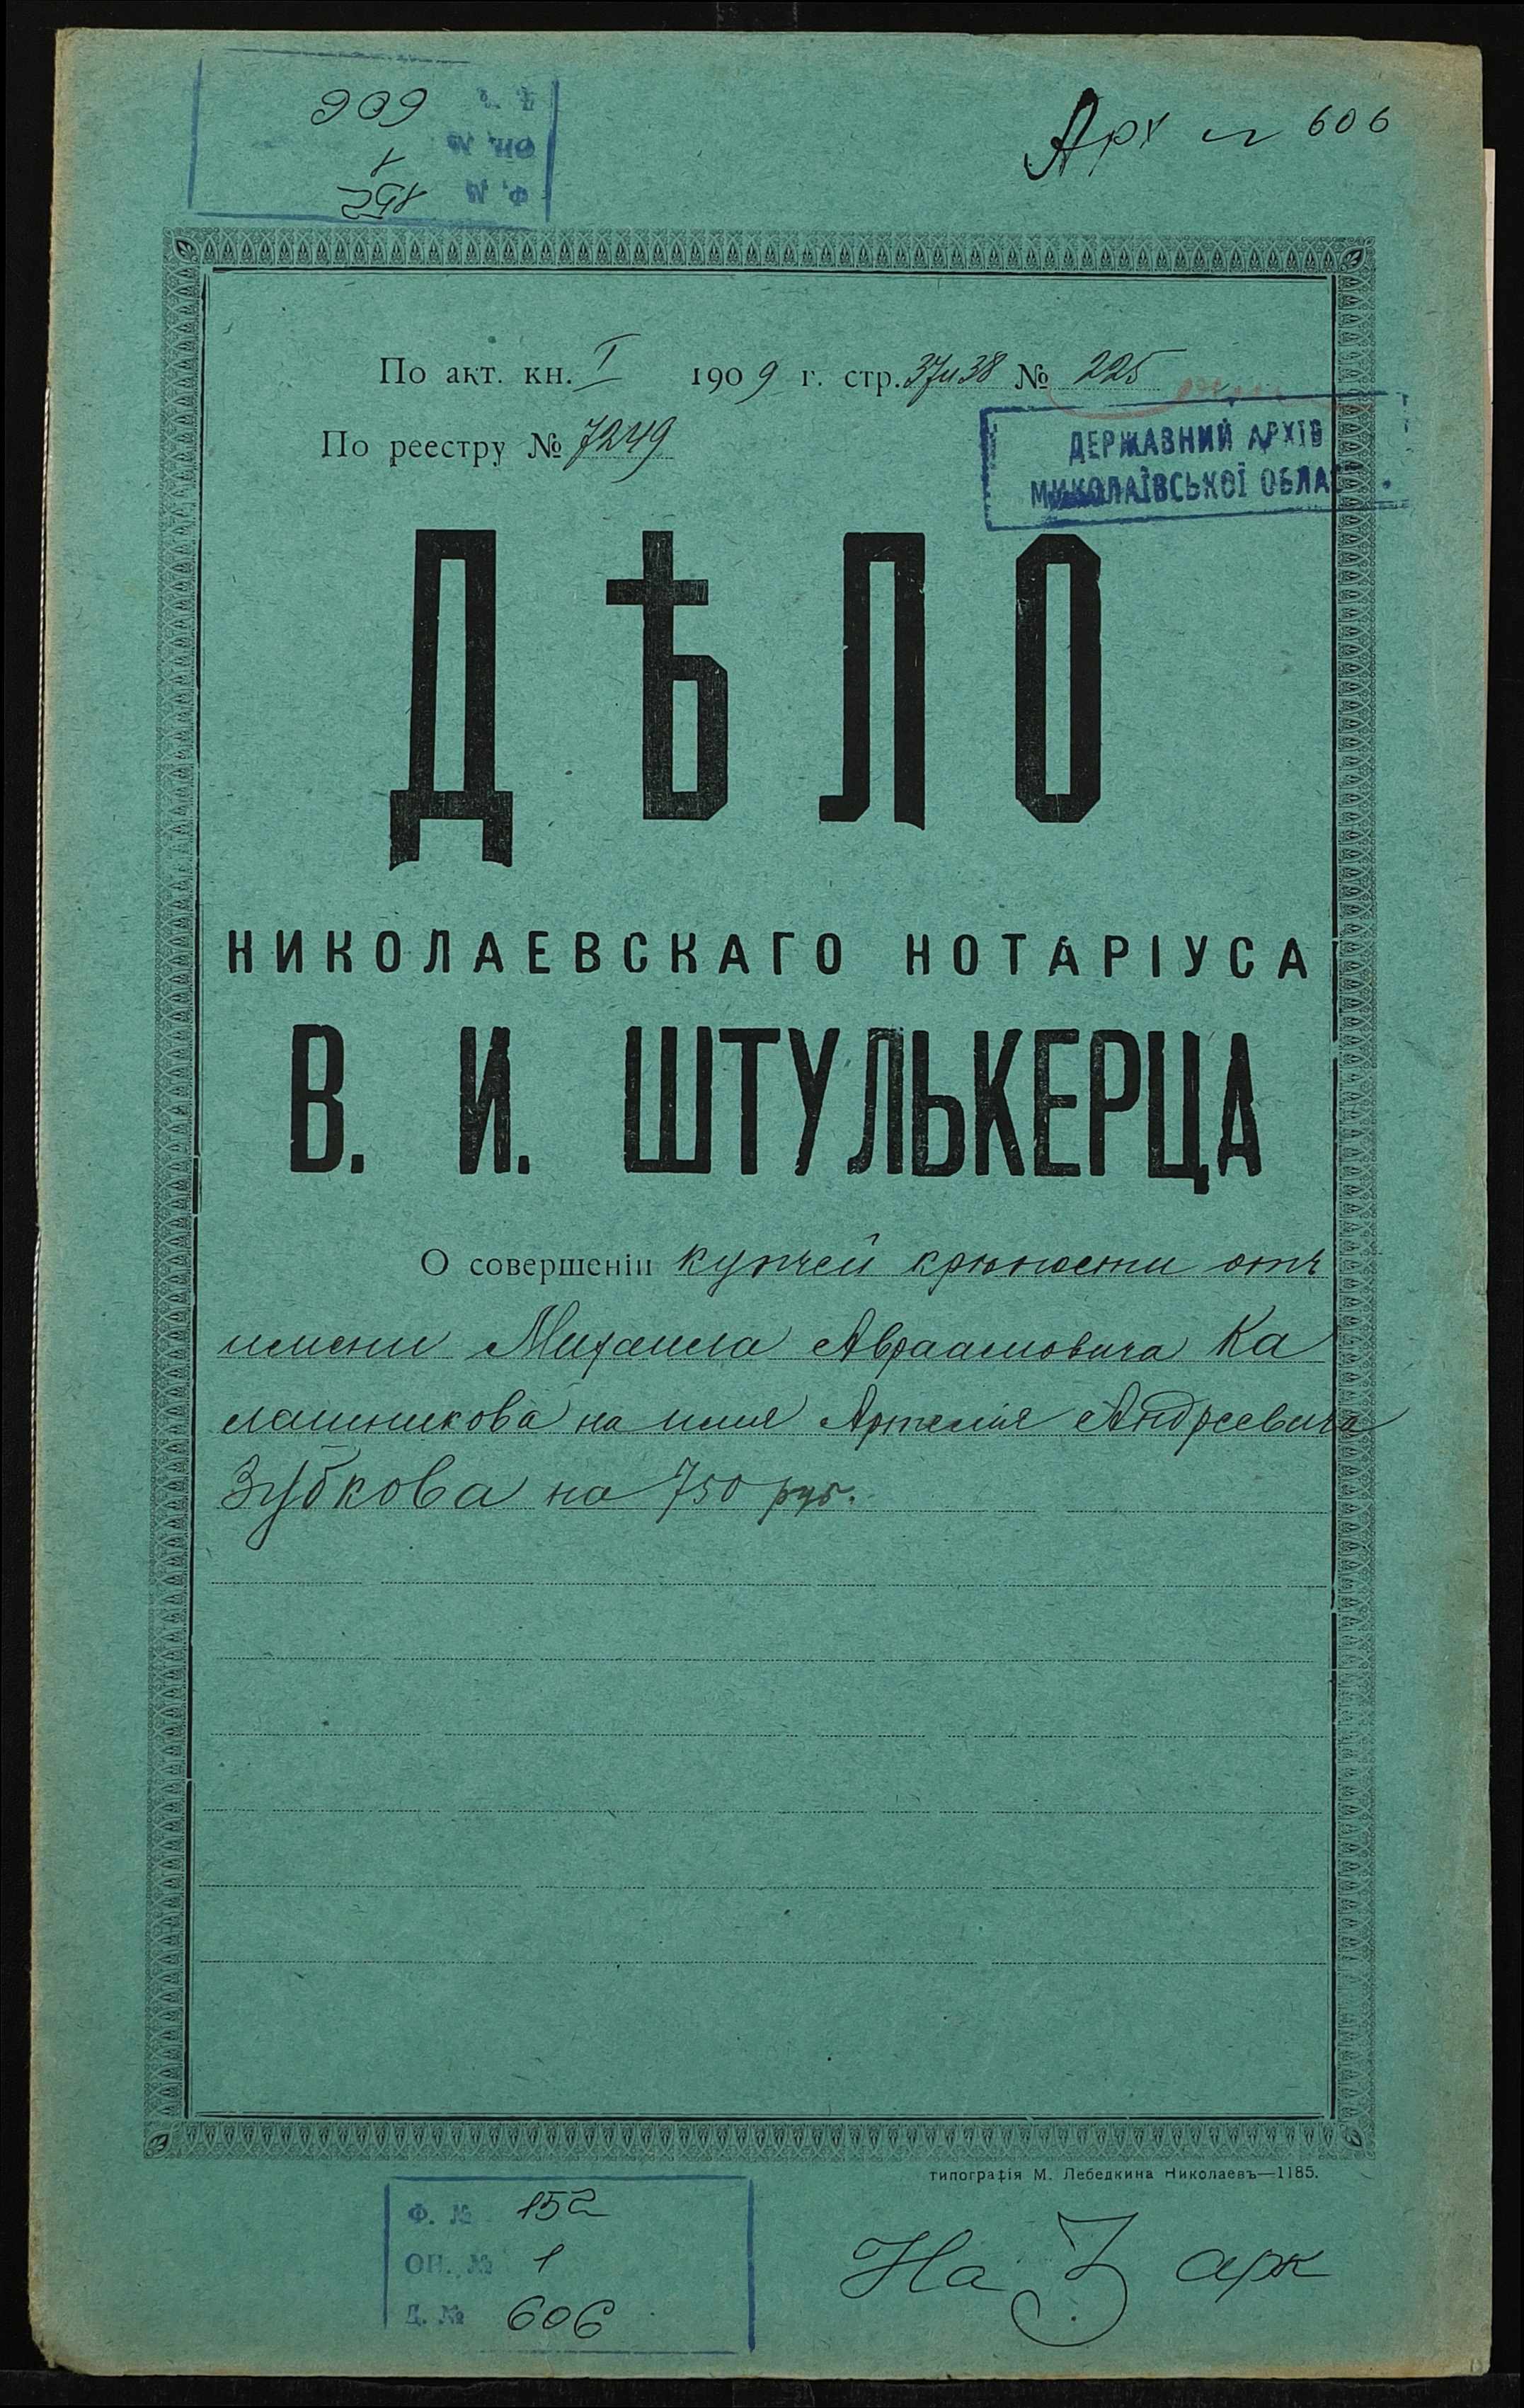 606
1
152
Д. №
ОП. №
Ф. №
Арх № 606
По акт. кн. I 1909 г. стр. 37и38 № 225
По реестру № 7249
ДЕРЖАВНИЙ АРХІВ
МИКОЛАЇВСЬКОЇ ОБЛАС
ДѢЛО
НИКОЛАЕВСКАГО НОТАРІУСА
В. И. ШТУЛЬКЕРЦА
О совершеніи купчей крѣпости отъ
имени Михаила Авраамовича Ка
лашникова на имя Артемія Андреевича
Зубкова на 750 руб.
типографія М. Лебедкина Николаевъ—1185.
Ф. № 152
ОП. № 1
Д. № 606
На 3 арк